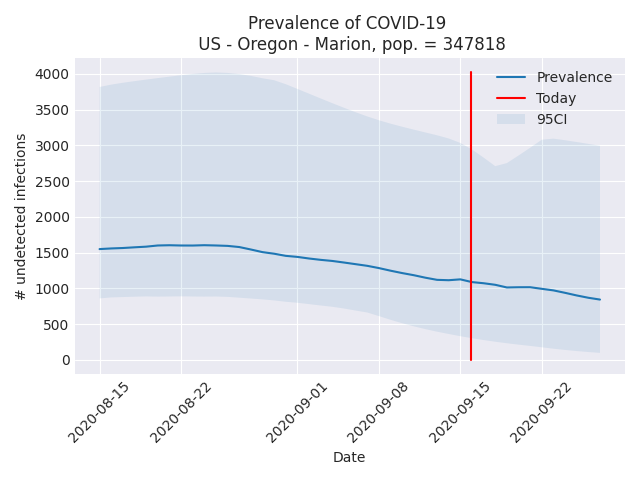 Prevalence of COVID-19
US - Oregon - Marion, pop. = 347818
# undetected infections
4000
3500
3000
2500
2000
1500
1000
500
0
Prevalence
Today
95CI
2020-08-15
2020-08-22
2020-09-01
2020-09-08
2020-09-15
2020-09-22
Date